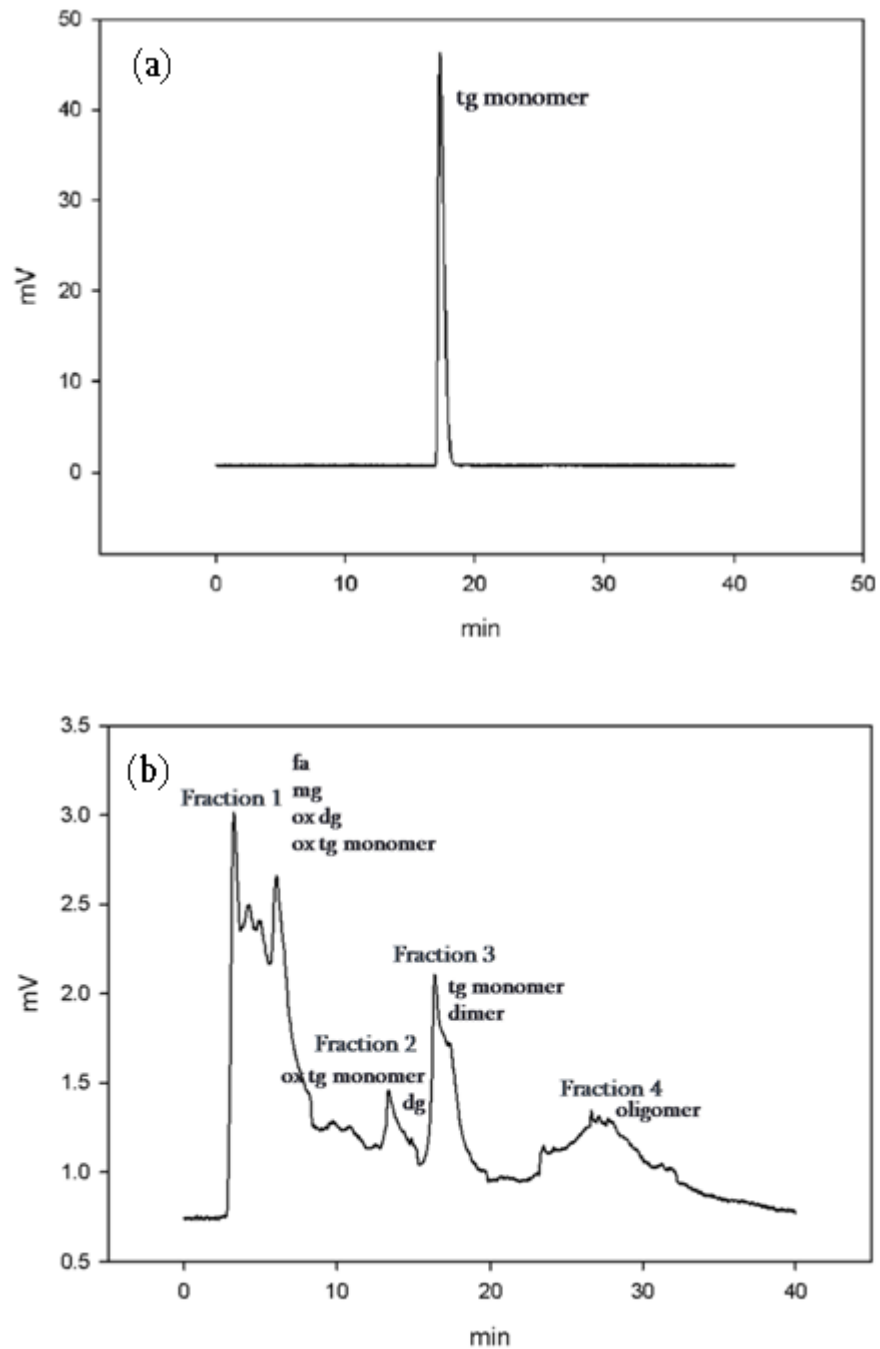 50
(a)
tg monomer
40
30
mV
20
10
0
0 10 20 30 40 50
min
3.5
(b)
fa
Fraction 1
mg
3.0
ox dg
ox tg monomer
2.5
Fraction 3
mV
2.0
tg monomer
dimer
Fraction 2
1.5
ox tg monomer
dg
Fraction 4
oligomer
1.0
0.5
0 10 20 30 40
min